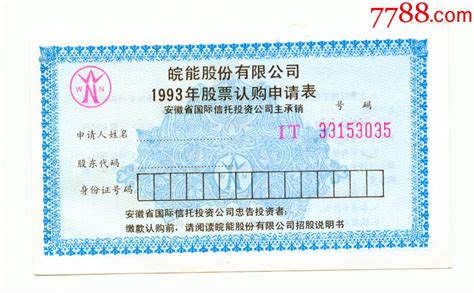 7788.com
皖能股份有限公司
1993年股票认购申请表
安徽省国际信托投资公司主承销
W N
号 码
申请人姓名
IT 33153035
股东代码
身份证号码
安徽省国际信托投资公司忠告投资者:
缴款认购前,请阅读皖能股份有限公司招股说明书